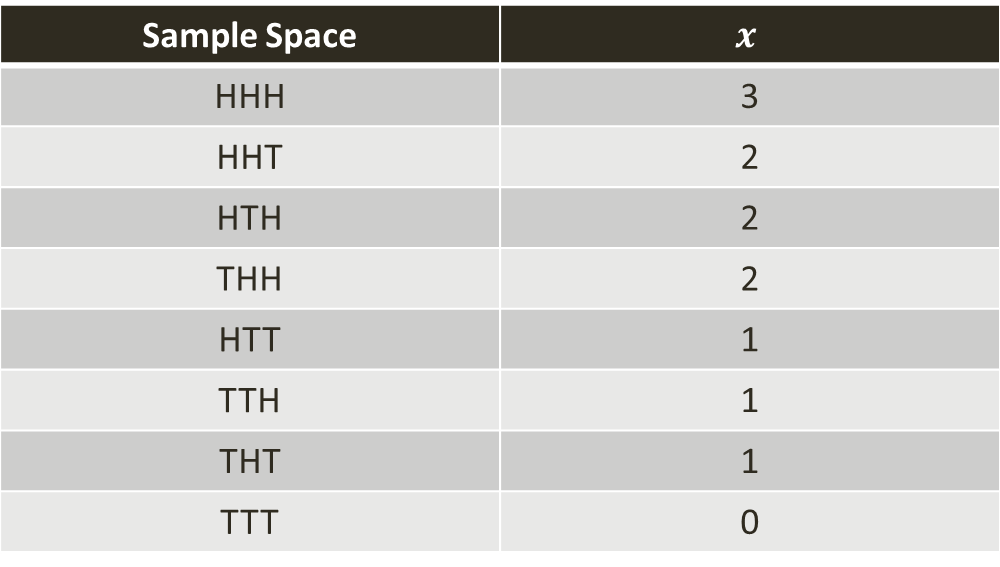 Sample Space x
HHH 3
HHT 2
HTH 2
THH 2
HTT 1
TTH 1
THT 1
TTT 0